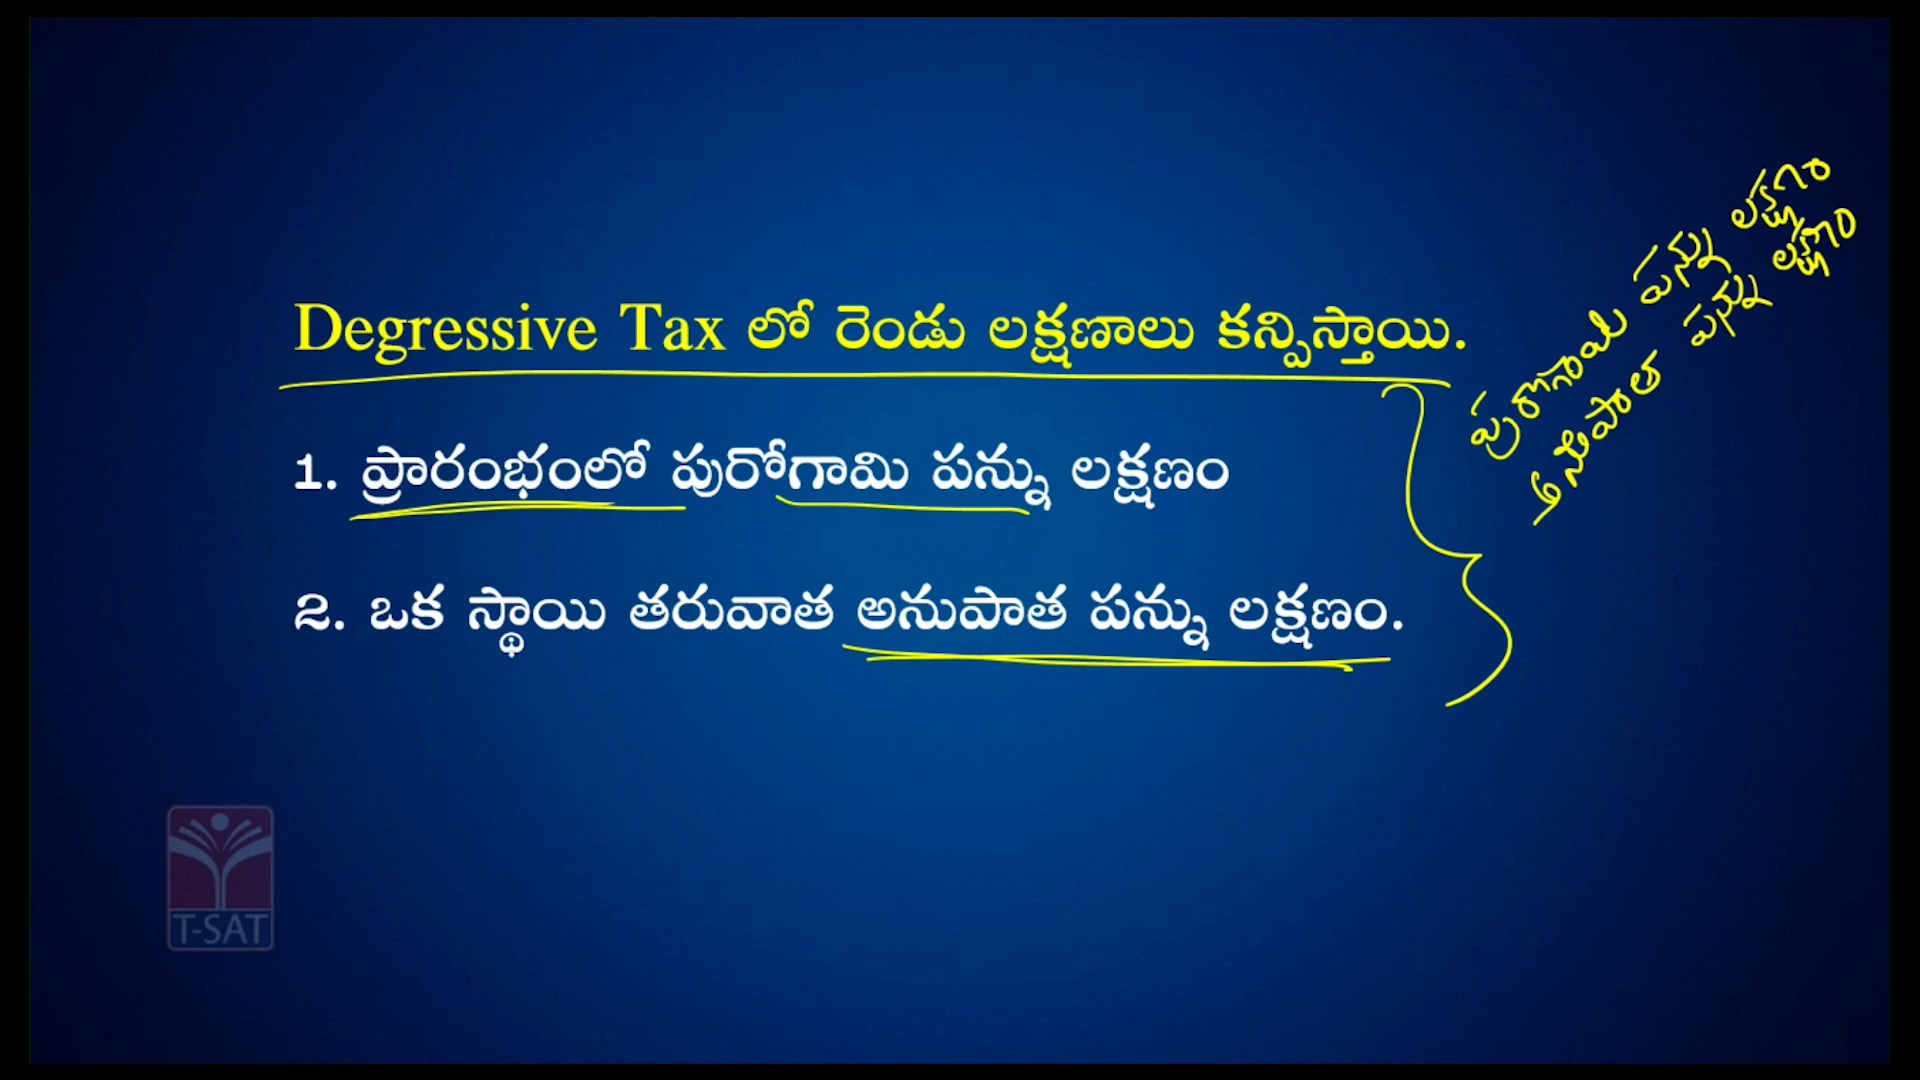 Degressive Tax లో రెండు లక్షణాలు కన్పిస్తాయి.
1. ప్రారంభంలో పురోగామి పన్ను లక్షణం
2. ఒక స్థాయి తరువాత అనుపాత పన్ను లక్షణం.
పురోగామి పన్ను లక్షణం
అనుపాత పన్ను లక్షణం
T-SAT